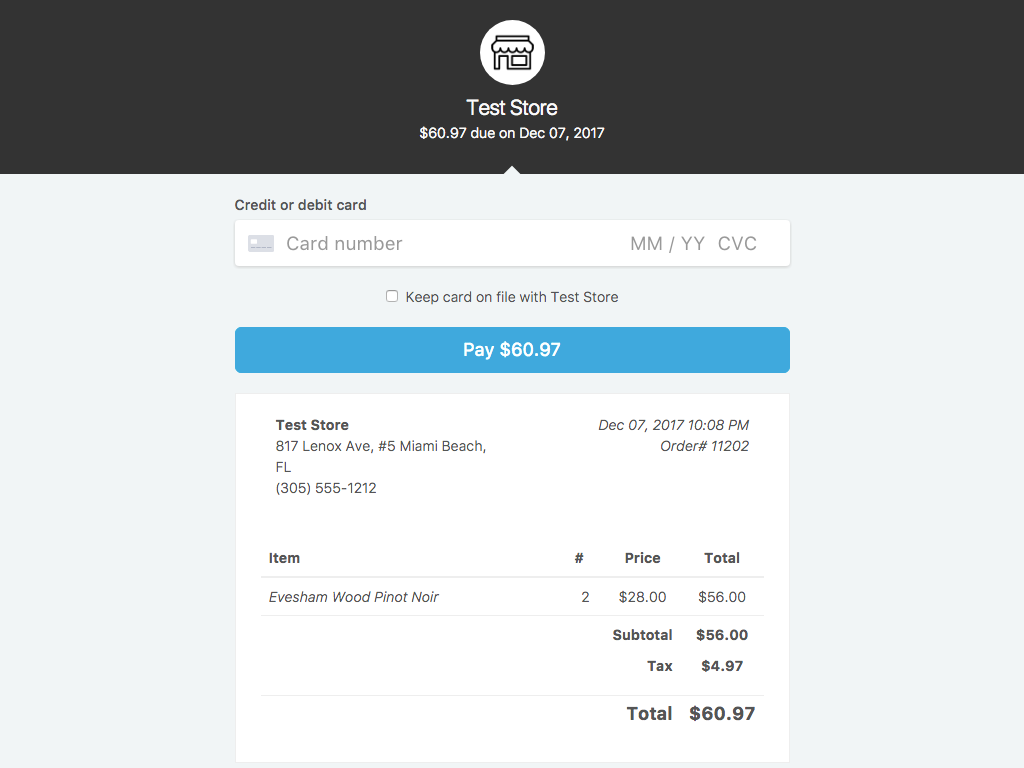 Test Store
$60.97 due on Dec 07, 2017
Credit or debit card
Card number MM / YY CVC
Keep card on file with Test Store
Pay $60.97
Test Store Dec 07, 2017 10:08 PM
817 Lenox Ave, #5 Miami Beach, Order# 11202
FL
(305) 555-1212
Item # Price Total
Evesham Wood Pinot Noir 2 $28.00 $56.00
Subtotal $56.00
Tax $4.97
Total $60.97